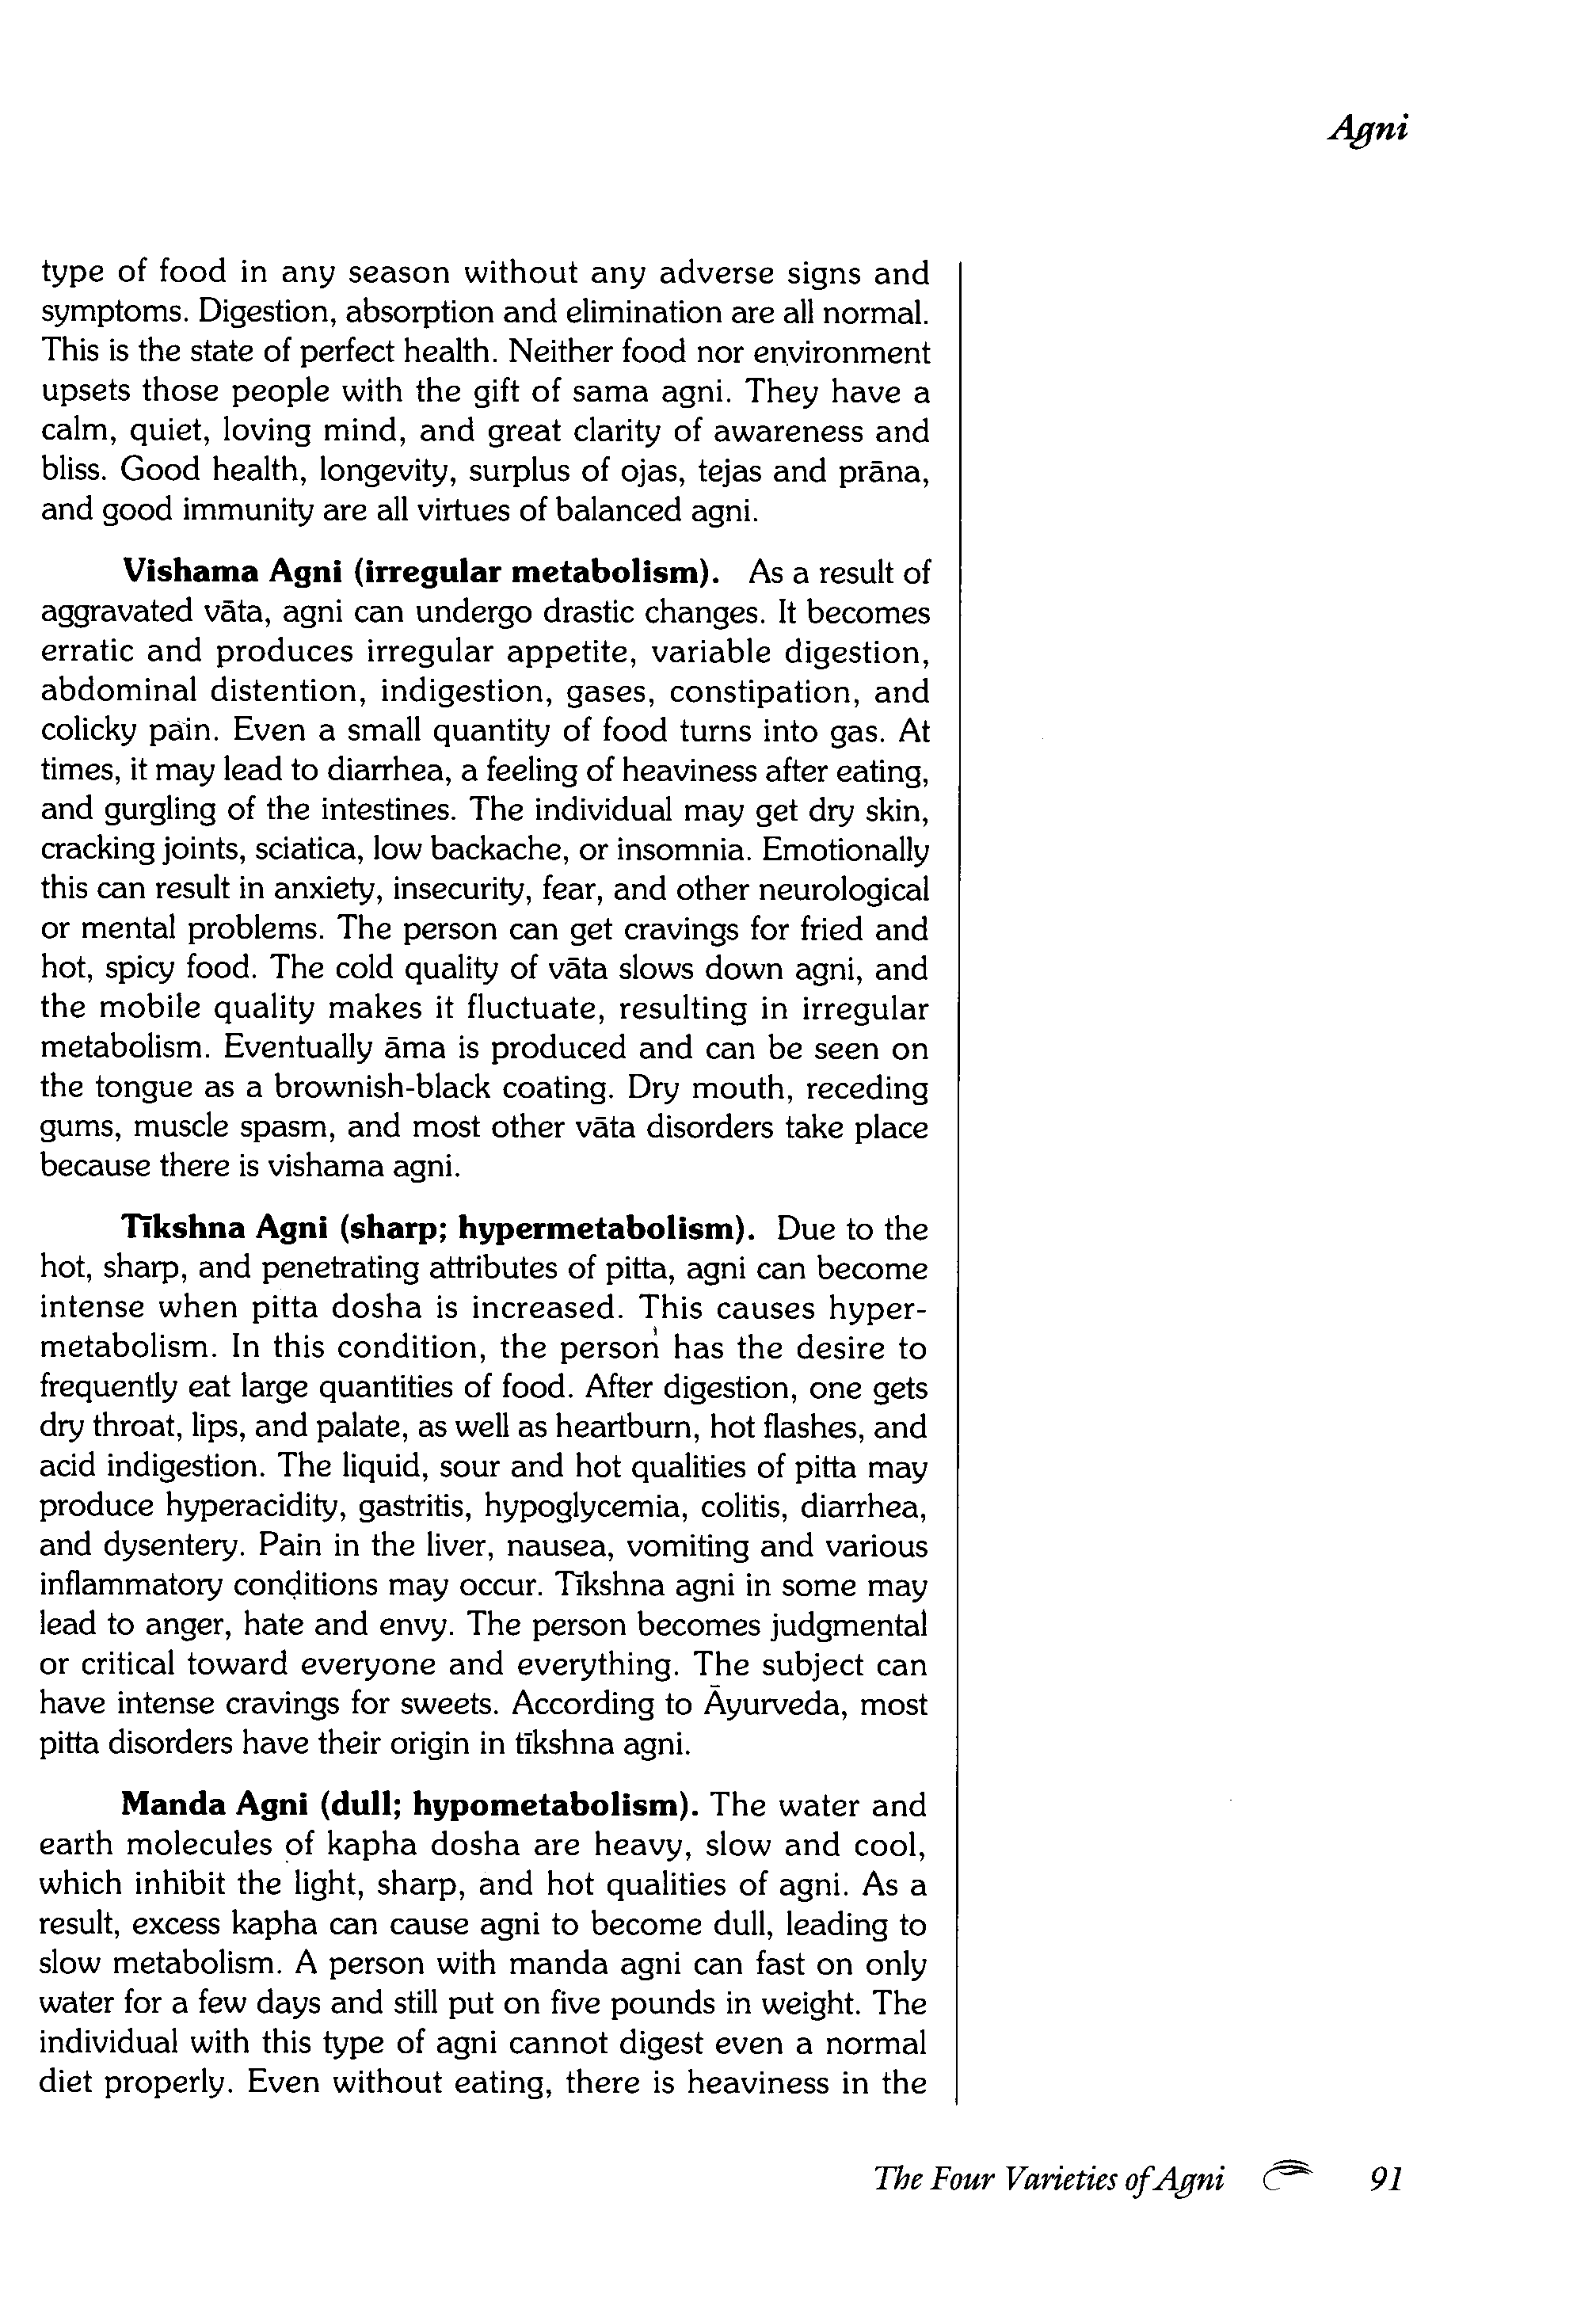 Agni
type of food in any season without any adverse signs and
symptoms. Digestion, absorption and elimination are all normal.
This is the state of perfect health. Neither food nor environment
upsets those people with the gift of sama agni. They have a
calm, quiet, loving mind, and great clarity of awareness and
bliss. Good health, longevity, surplus of ojas, tejas and prāna,
and good immunity are all virtues of balanced agni.
Vishama Agni (irregular metabolism). As a result of
aggravated vāta, agni can undergo drastic changes. It becomes
erratic and produces irregular appetite, variable digestion,
abdominal distention, indigestion, gases, constipation, and
colicky pain. Even a small quantity of food turns into gas. At
times, it may lead to diarrhea, a feeling of heaviness after eating,
and gurgling of the intestines. The individual may get dry skin,
cracking joints, sciatica, low backache, or insomnia. Emotionally
this can result in anxiety, insecurity, fear, and other neurological
or mental problems. The person can get cravings for fried and
hot, spicy food. The cold quality of vāta slows down agni, and
the mobile quality makes it fluctuate, resulting in irregular
metabolism. Eventually āma is produced and can be seen on
the tongue as a brownish-black coating. Dry mouth, receding
gums, muscle spasm, and most other vāta disorders take place
because there is vishama agni.
Tīkshna Agni (sharp; hypermetabolism). Due to the
hot, sharp, and penetrating attributes of pitta, agni can become
intense when pitta dosha is increased. This causes hyper-
metabolism. In this condition, the person has the desire to
frequently eat large quantities of food. After digestion, one gets
dry throat, lips, and palate, as well as heartburn, hot flashes, and
acid indigestion. The liquid, sour and hot qualities of pitta may
produce hyperacidity, gastritis, hypoglycemia, colitis, diarrhea,
and dysentery. Pain in the liver, nausea, vomiting and various
inflammatory conditions may occur. Tīkshna agni in some may
lead to anger, hate and envy. The person becomes judgmental
or critical toward everyone and everything. The subject can
have intense cravings for sweets. According to Āyurveda, most
pitta disorders have their origin in tīkshna agni.
Manda Agni (dull; hypometabolism). The water and
earth molecules of kapha dosha are heavy, slow and cool,
which inhibit the light, sharp, and hot qualities of agni. As a
result, excess kapha can cause agni to become dull, leading to
slow metabolism. A person with manda agni can fast on only
water for a few days and still put on five pounds in weight. The
individual with this type of agni cannot digest even a normal
diet properly. Even without eating, there is heaviness in the
The Four Varieties of Agni 91